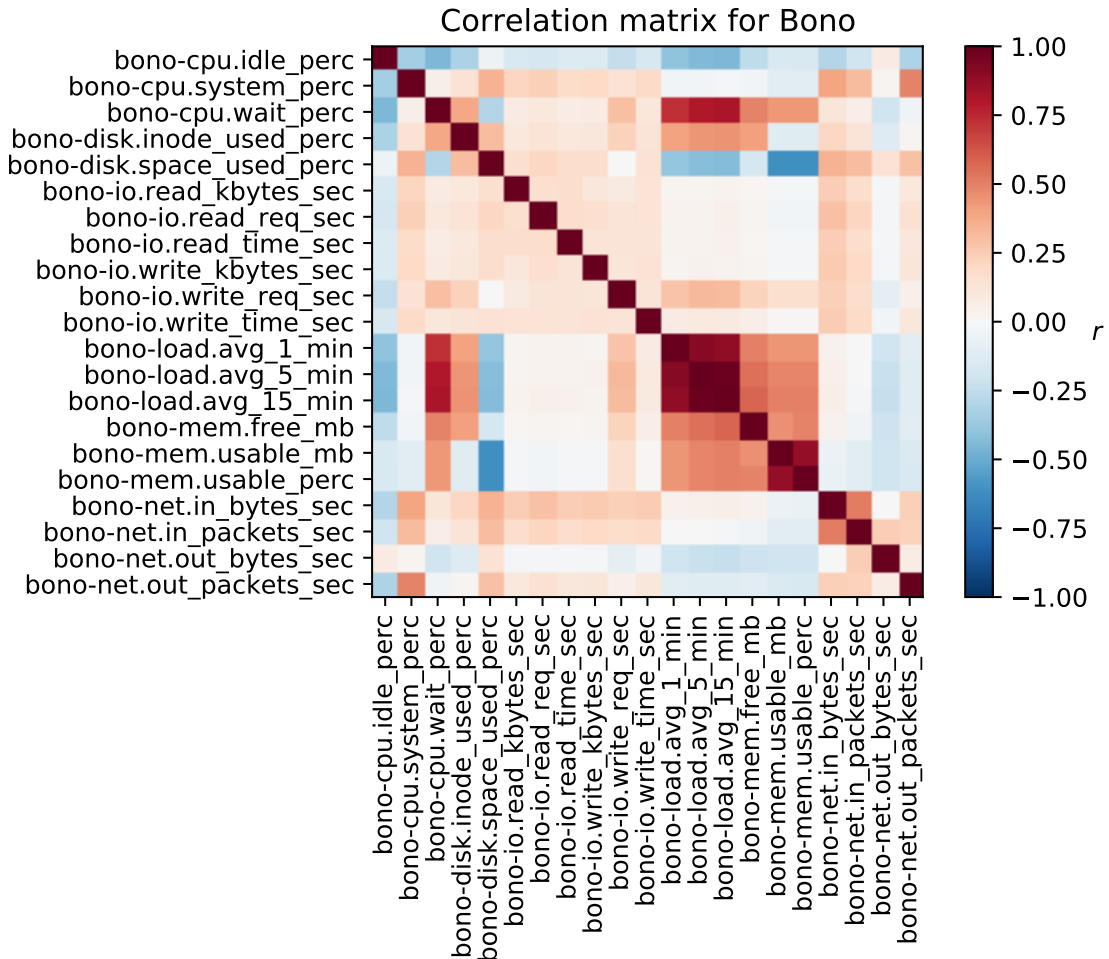 Correlation matrix for Bono
bono-cpu.idle_perc
bono-cpu.system_perc
bono-cpu.wait_perc
bono-disk.inode_used_perc
bono-disk.space_used_perc
bono-io.read_kbytes_sec
bono-io.read_req_sec
bono-io.read_time_sec
bono-io.write_kbytes_sec
bono-io.write_req_sec
bono-io.write_time_sec
bono-load.avg_1_min
bono-load.avg_5_min
bono-load.avg_15_min
bono-mem.free_mb
bono-mem.usable_mb
bono-mem.usable_perc
bono-net.in_bytes_sec
bono-net.in_packets_sec
bono-net.out_bytes_sec
bono-net.out_packets_sec
bono-cpu.idle_perc
bono-cpu.system_perc
bono-cpu.wait_perc
bono-disk.inode_used_perc
bono-disk.space_used_perc
bono-io.read_kbytes_sec
bono-io.read_req_sec
bono-io.read_time_sec
bono-io.write_kbytes_sec
bono-io.write_req_sec
bono-io.write_time_sec
bono-load.avg_1_min
bono-load.avg_5_min
bono-load.avg_15_min
bono-mem.free_mb
bono-mem.usable_mb
bono-mem.usable_perc
bono-net.in_bytes_sec
bono-net.in_packets_sec
bono-net.out_bytes_sec
bono-net.out_packets_sec
1.00
0.75
0.50
0.25
0.00
−0.25
−0.50
−0.75
−1.00
r